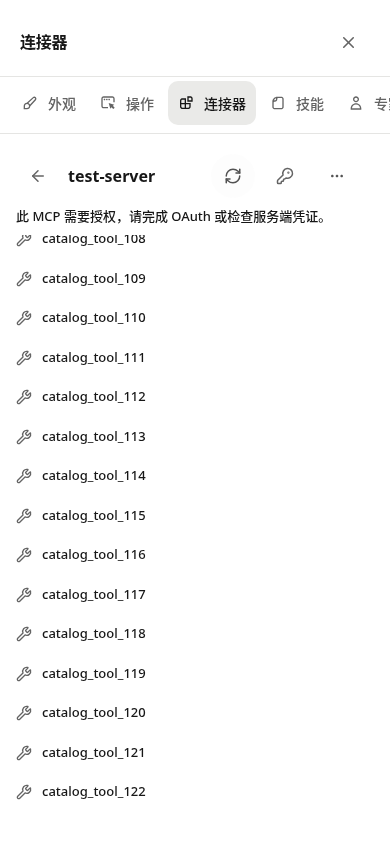 连接器
外观
操作
连接器
技能
test-server
此 MCP 需要授权，请完成 OAuth 或检查服务端凭证。
catalog_tool_108
catalog_tool_109
catalog_tool_110
catalog_tool_111
catalog_tool_112
catalog_tool_113
catalog_tool_114
catalog_tool_115
catalog_tool_116
catalog_tool_117
catalog_tool_118
catalog_tool_119
catalog_tool_120
catalog_tool_121
catalog_tool_122